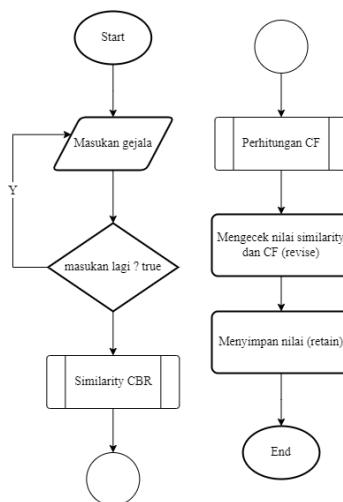 Start
Masukan gejala
Y
masukan lagi ? true
Similarity CBR
Perhitungan CF
Mengecek nilai similarity
dan CF (revise)
Menyimpan nilai (retain)
End